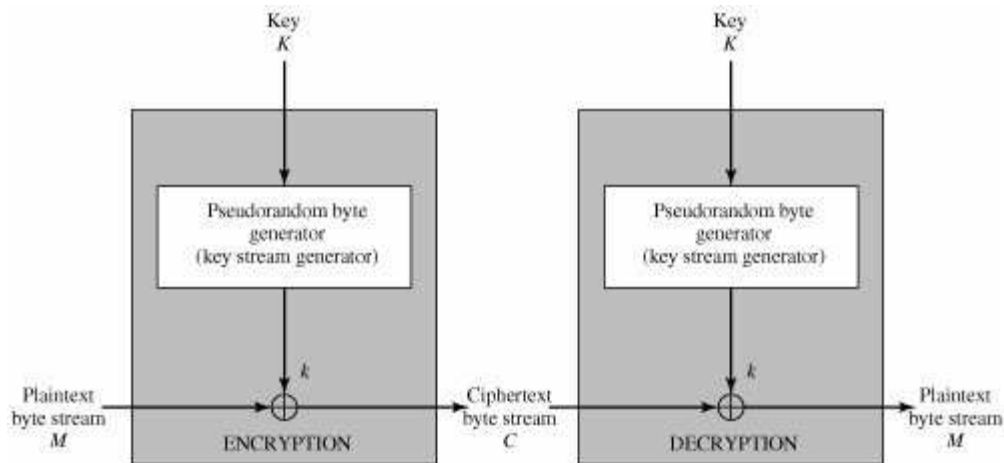 Key
K
Pseudorandom byte
generator
(key stream generator)
k
Plaintext
byte stream
M
ENCRYPTION
Ciphertext
byte stream
C
Key
K
Pseudorandom byte
generator
(key stream generator)
k
DECRYPTION
Plaintext
byte stream
M